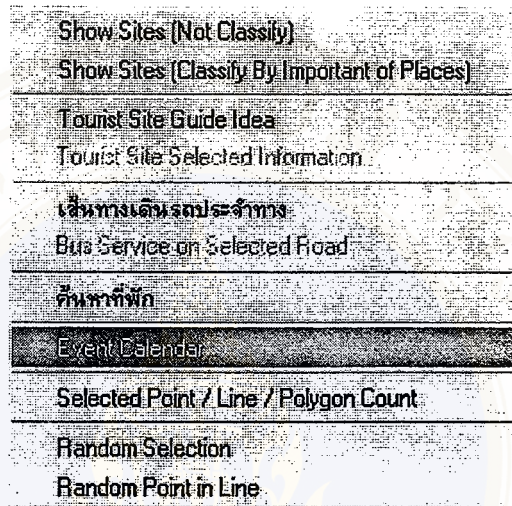 Show Sites (Not Classify)
Show Sites (Classify By Important of Places)
Tourist Site Guide Idea
Tourist Site Selected Information
เส้นทางเดินรถประจำทาง
Bus Service on Selected Road
ค้นหาที่พัก
Event Calendar
Selected Point / Line / Polygon Count
Random Selection
Random Point in Line